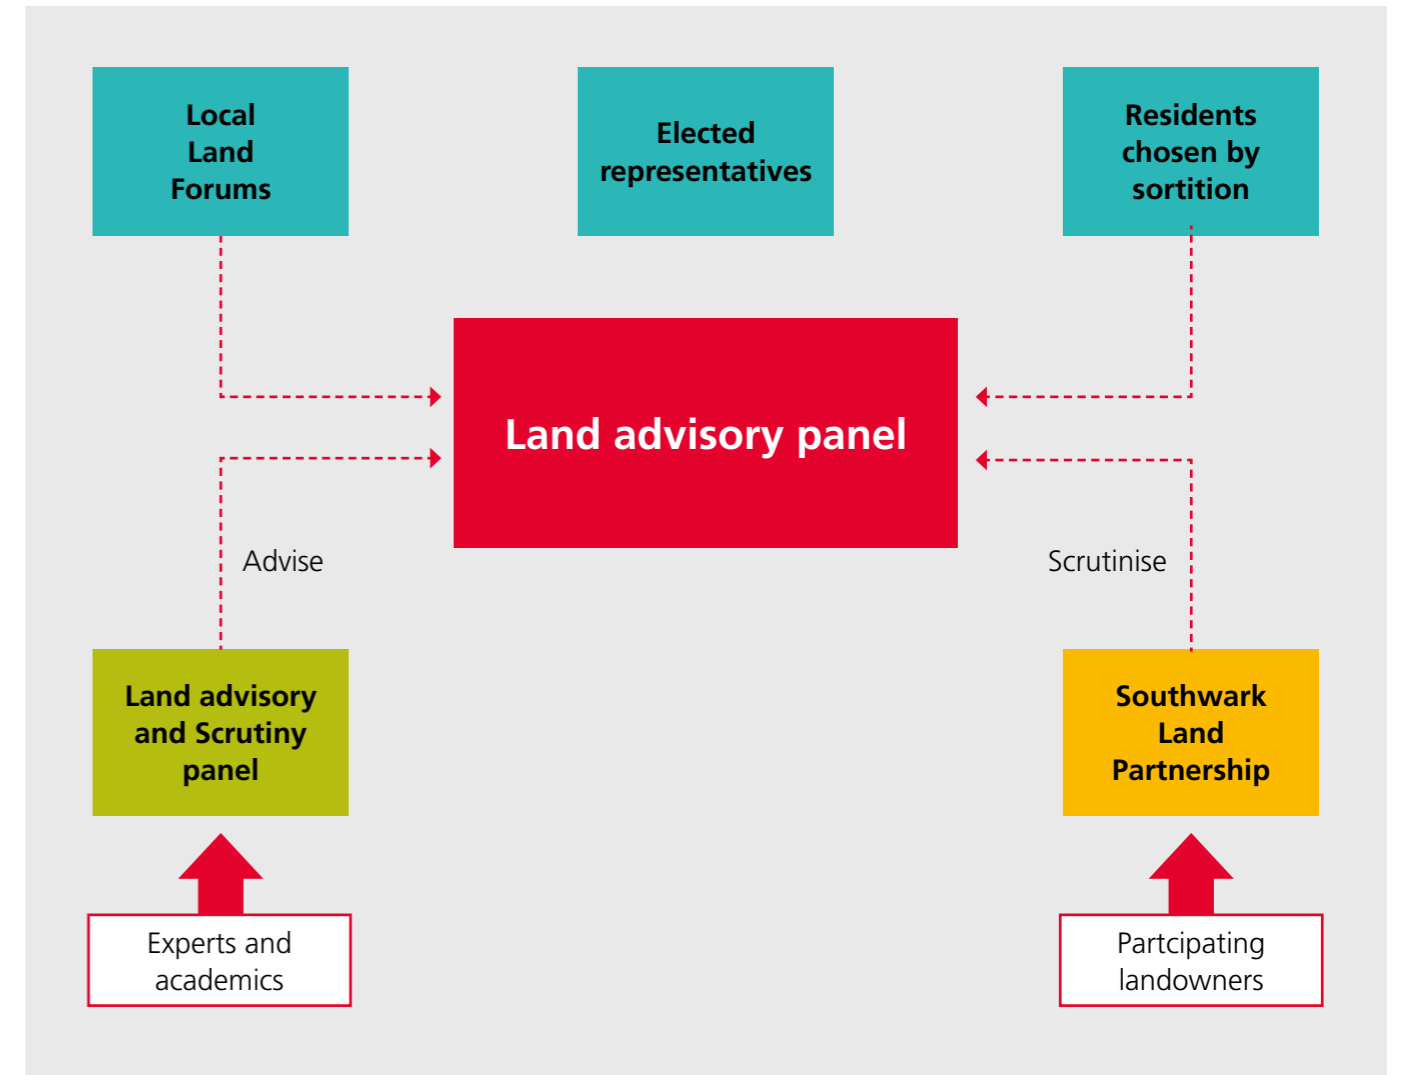 Local
Land
Forums
Elected
representatives
Residents
chosen by
sortition
Land advisory panel
Advise
Scrutinise
Land advisory
and Scrutiny
panel
Southwark
Land
Partnership
Experts and
academics
Partcipating
landowners